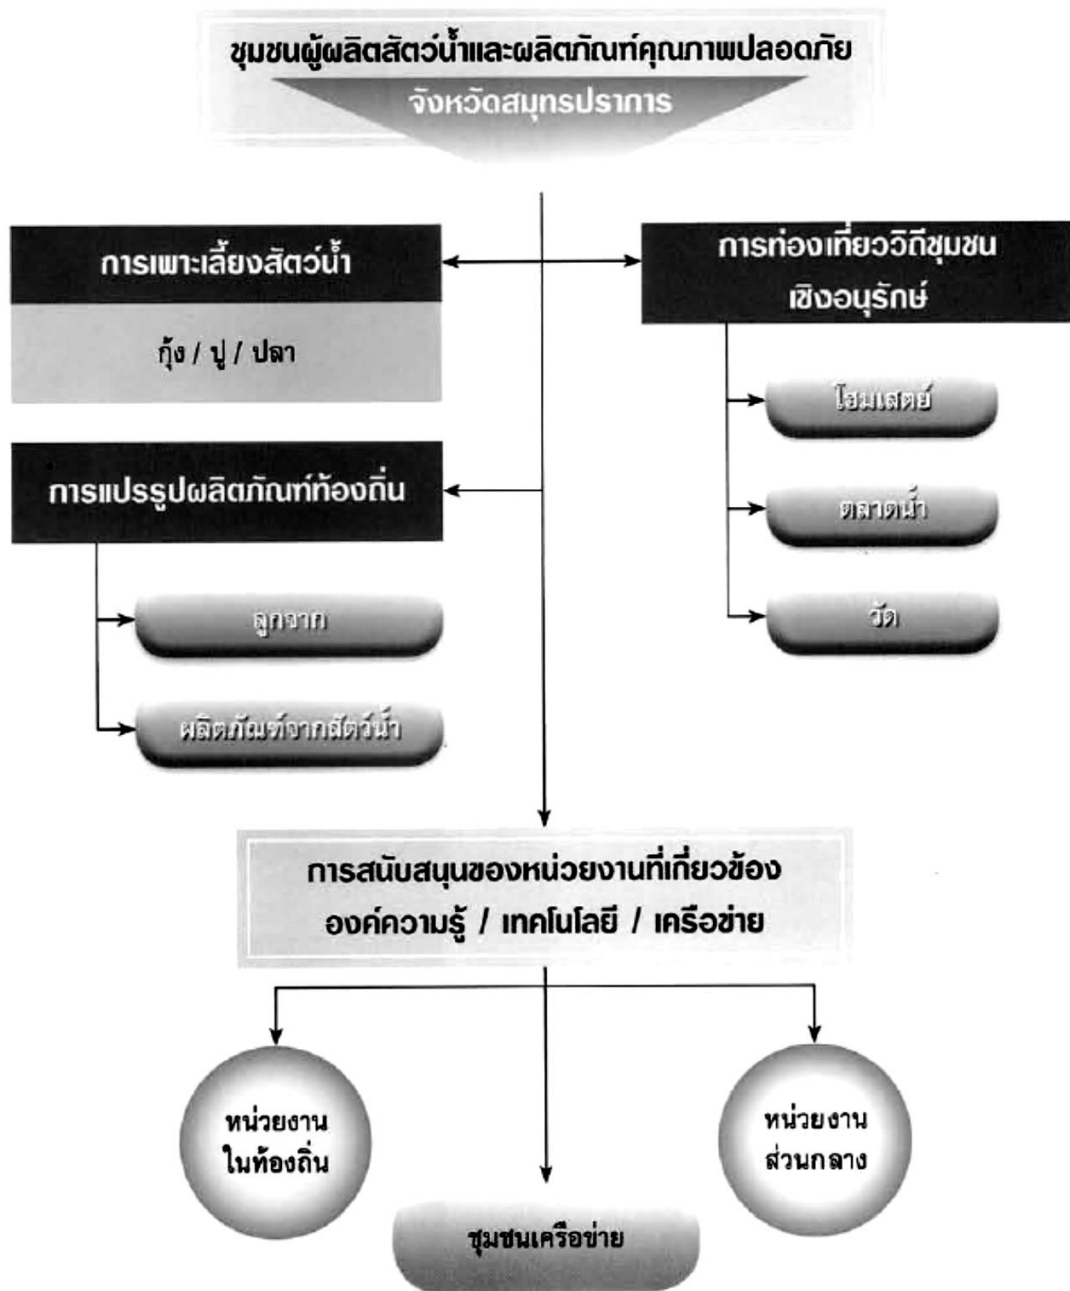 ชุมชนผู้ผลิตสัตว์น้ำและผลิตภัณฑ์คุณภาพปลอดภัย
จังหวัดสมุทรปราการ
การเพาะเลี้ยงสัตว์น้ำ
กุ้ง / ปู / ปลา
การท่องเที่ยววิถีชุมชน
เชิงอนุรักษ์
โฮมเสตย์
ตลาดน้ำ
วัด
การแปรรูปผลิตภัณฑ์ท้องถิ่น
ลูกจาก
ผลิตภัณฑ์จากสัตว์น้ำ
การสนับสนุนของหน่วยงานที่เกี่ยวข้อง
องค์ความรู้ / เทคโนโลยี / เครือข่าย
หน่วยงาน
ในท้องถิ่น
หน่วยงาน
ส่วนกลาง
ชุมชนเครือข่าย